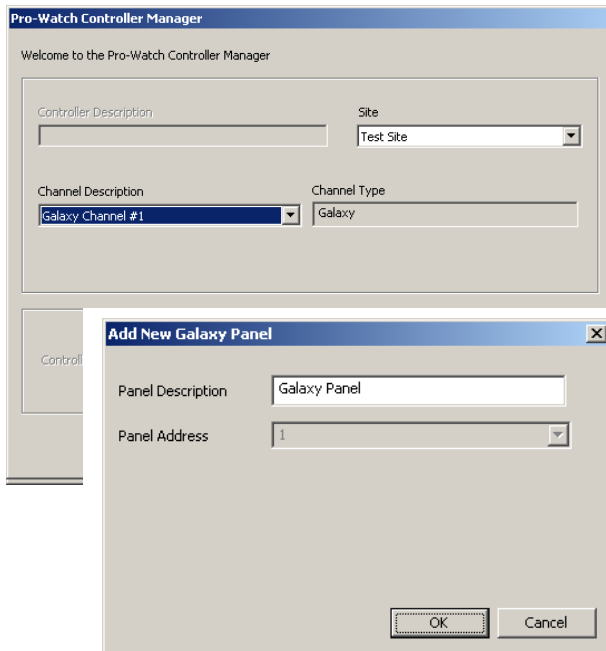 Pro-Watch Controller Manager
Welcome to the Pro-Watch Controller Manager
Controller Description
Site
Test Site
Channel Description
Channel Type
Galaxy Channel #1
Galaxy
Controll
Add New Galaxy Panel
Panel Description
Galaxy Panel
Panel Address
1
OK
Cancel